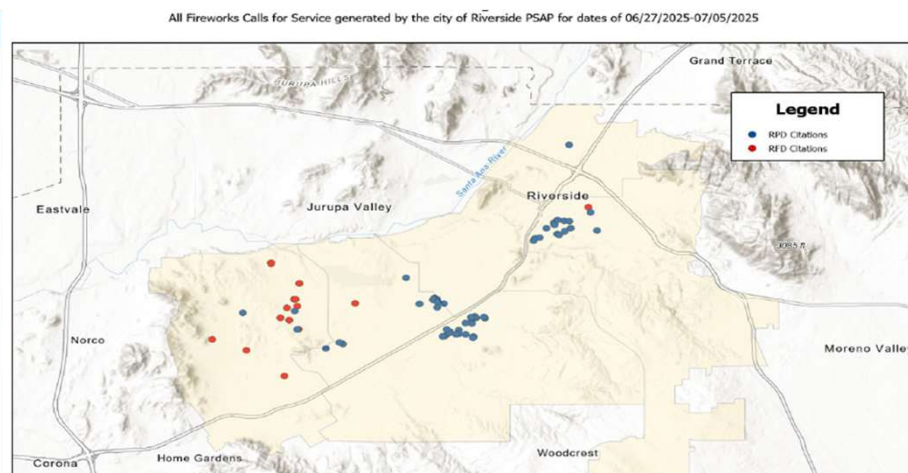 All Fireworks Calls for Service generated by the city of Riverside PSAP for dates of 06/27/2025-07/05/2025
Grand Terrace
JURUPA HILLS
Legend
RPD Citations
RFD Citations
Santa Ana River
Riverside
Eastvale
Jurupa Valley
3085 ft
Norco
Moreno Valley
Home Gardens
Woodcrest
Corona